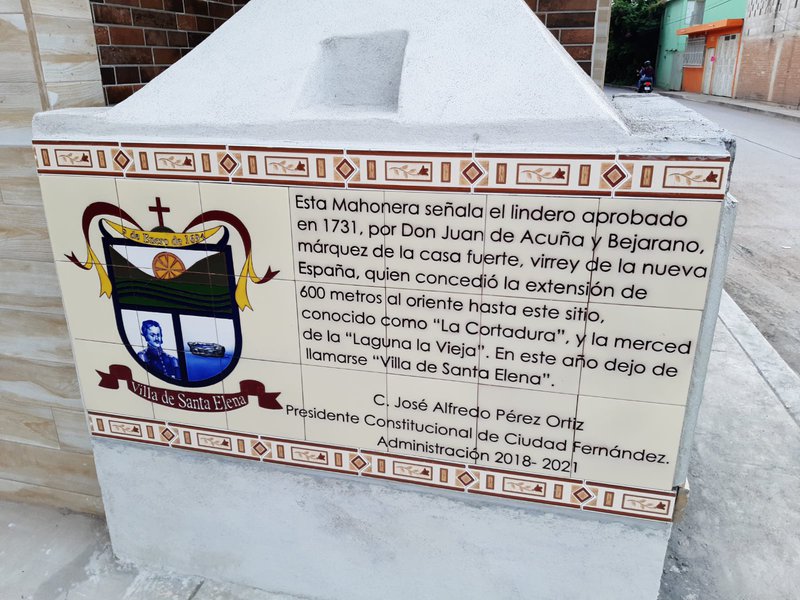 8 de Enero de 1694
Villa de Santa Elena
Esta Mahonera señala el lindero aprobado
en 1731, por Don Juan de Acuña y Bejarano,
márquez de la casa fuerte, virrey de la nueva
España, quien concedió la extensión de
600 metros al oriente hasta este sitio,
conocido como “La Cortadura”, y la merced
de la “Laguna la Vieja”. En este año dejo de
llamarse “Villa de Santa Elena”.
C. José Alfredo Pérez Ortiz
Presidente Constitucional de Ciudad Fernández.
Administración 2018- 2021